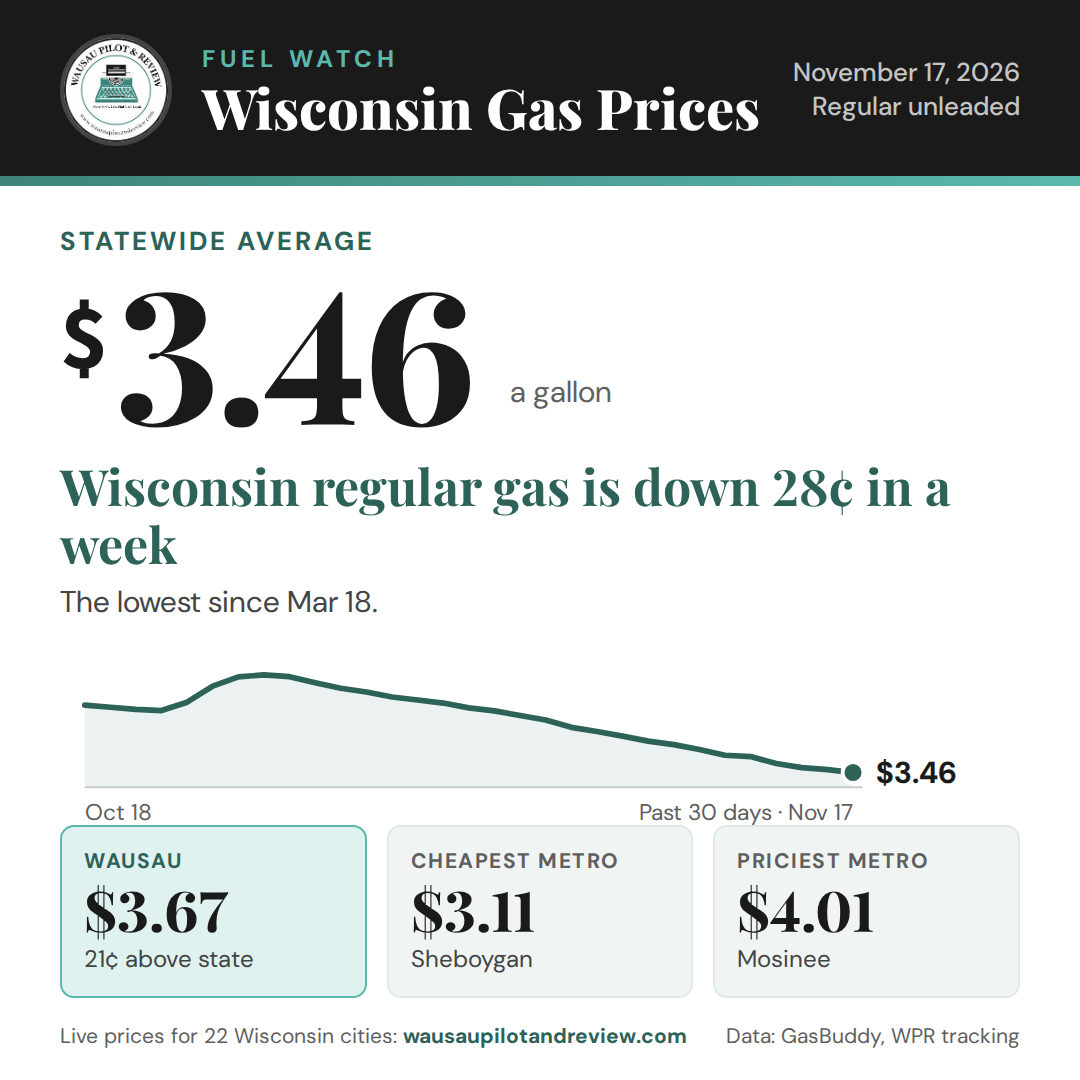 WAUSAU PILOT & REVIEW
www.wausaupilotandreview.com
FUEL WATCH
Wisconsin Gas Prices
November 17, 2026
Regular unleaded
STATEWIDE AVERAGE
$3.46 a gallon
Wisconsin regular gas is down 28¢ in a
week
The lowest since Mar 18.
$3.46
Oct 18
Past 30 days · Nov 17
WAUSAU
$3.67
21¢ above state
CHEAPEST METRO
$3.11
Sheboygan
PRICIEST METRO
$4.01
Mosinee
Live prices for 22 Wisconsin cities: wausaupilotandreview.com
Data: GasBuddy, WPR tracking